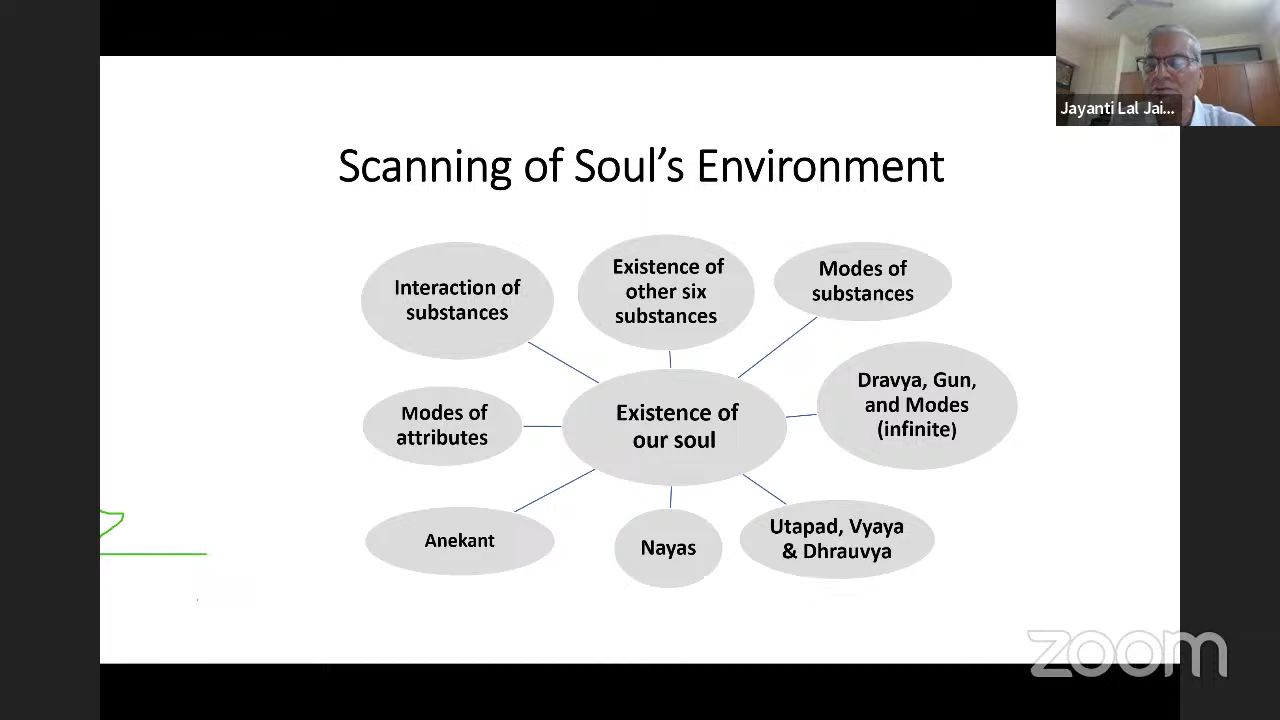 Jayanti Lal Jai...
Scanning of Soul's Environment
Interaction of
substances
Existence of
other six
substances
Modes of
substances
Dravya, Gun,
and Modes
(infinite)
Existence of
our soul
Modes of
attributes
Anekant
Nayas
Utapad, Vyaya
& Dhrauvya
zoom